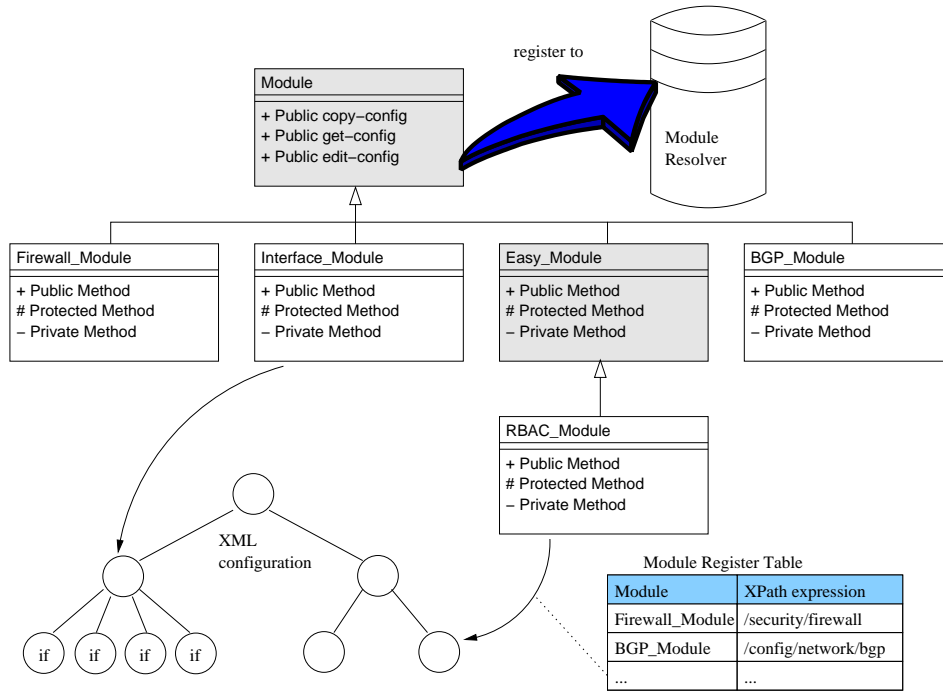 register to
Module
+ Public copy−config
+ Public get−config
+ Public edit−config
Module
Resolver
Firewall_Module
+ Public Method
# Protected Method
− Private Method
Interface_Module
+ Public Method
# Protected Method
− Private Method
Easy_Module
+ Public Method
# Protected Method
− Private Method
BGP_Module
+ Public Method
# Protected Method
− Private Method
RBAC_Module
+ Public Method
# Protected Method
− Private Method
XML
configuration
if
if
if
if
Module Register Table
Module XPath expression
Firewall_Module /security/firewall
BGP_Module /config/network/bgp
... ...